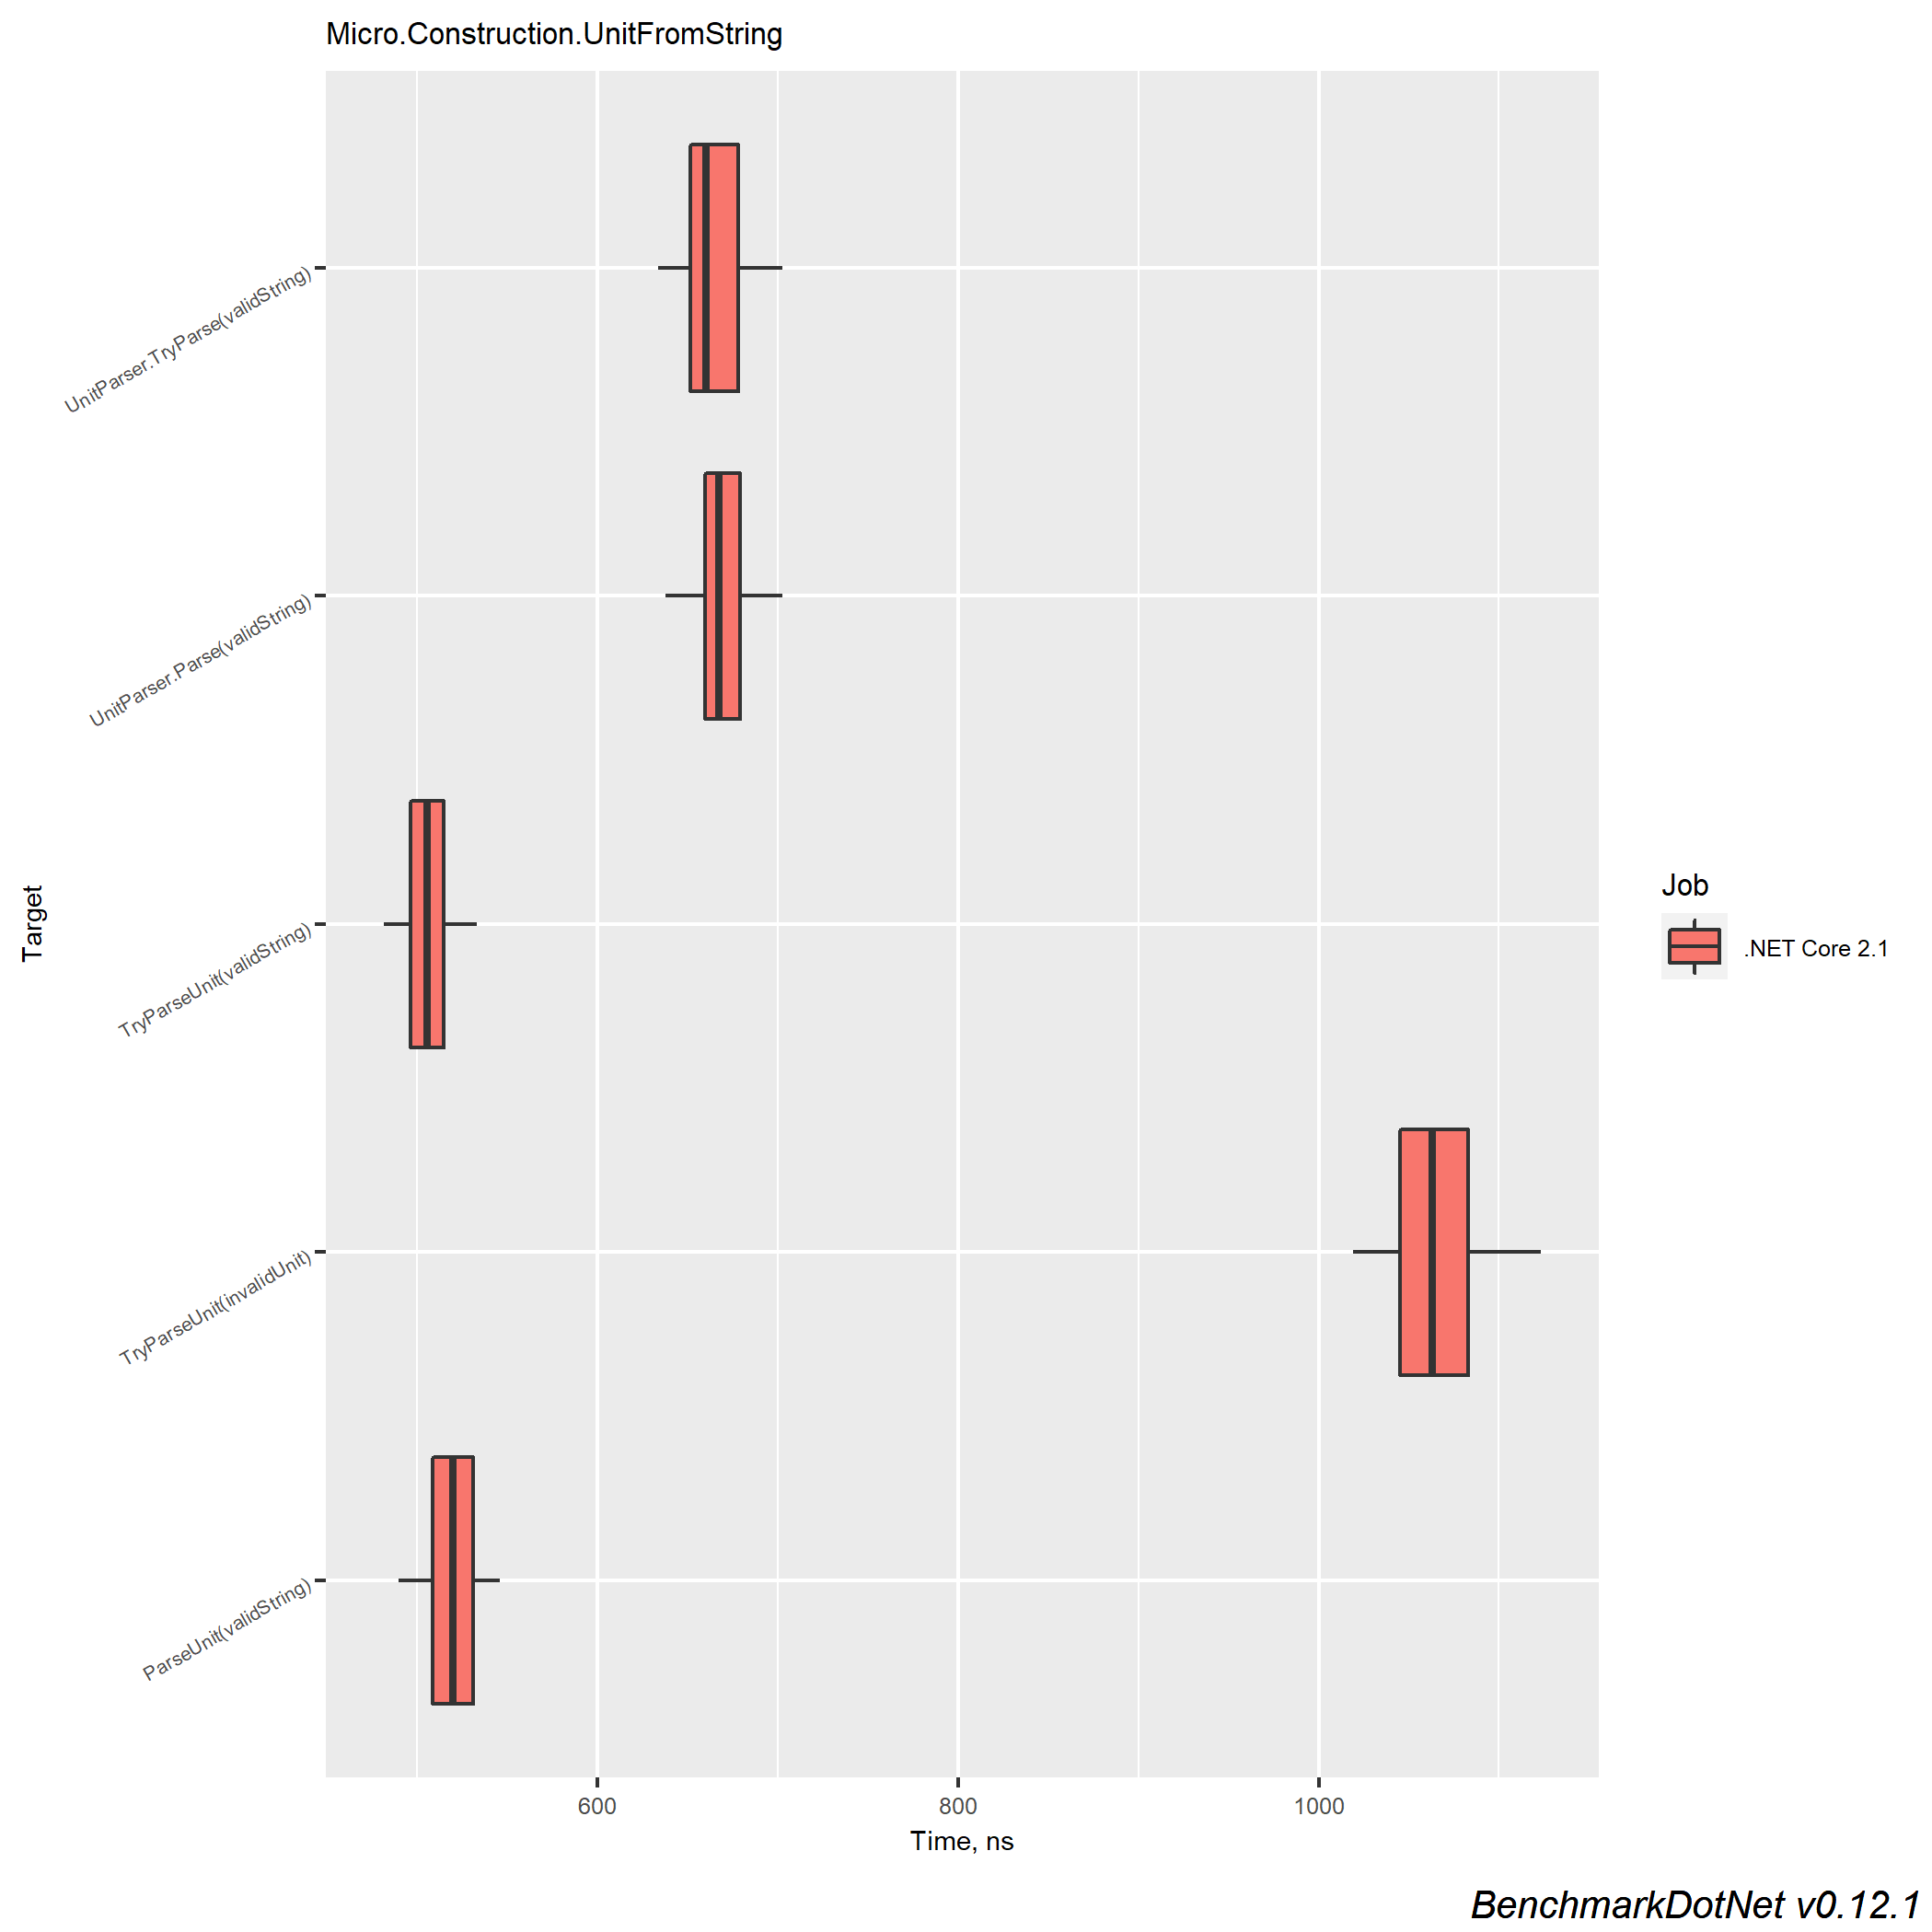 Micro.Construction.UnitFromString
UnitParser.TryParse(validString)
UnitParser.Parse(validString)
TryParseUnit(validString)
TryParseUnit(invalidUnit)
ParseUnit(validString)
Target
600
800
1000
Time, ns
Job
.NET Core 2.1
BenchmarkDotNet v0.12.1